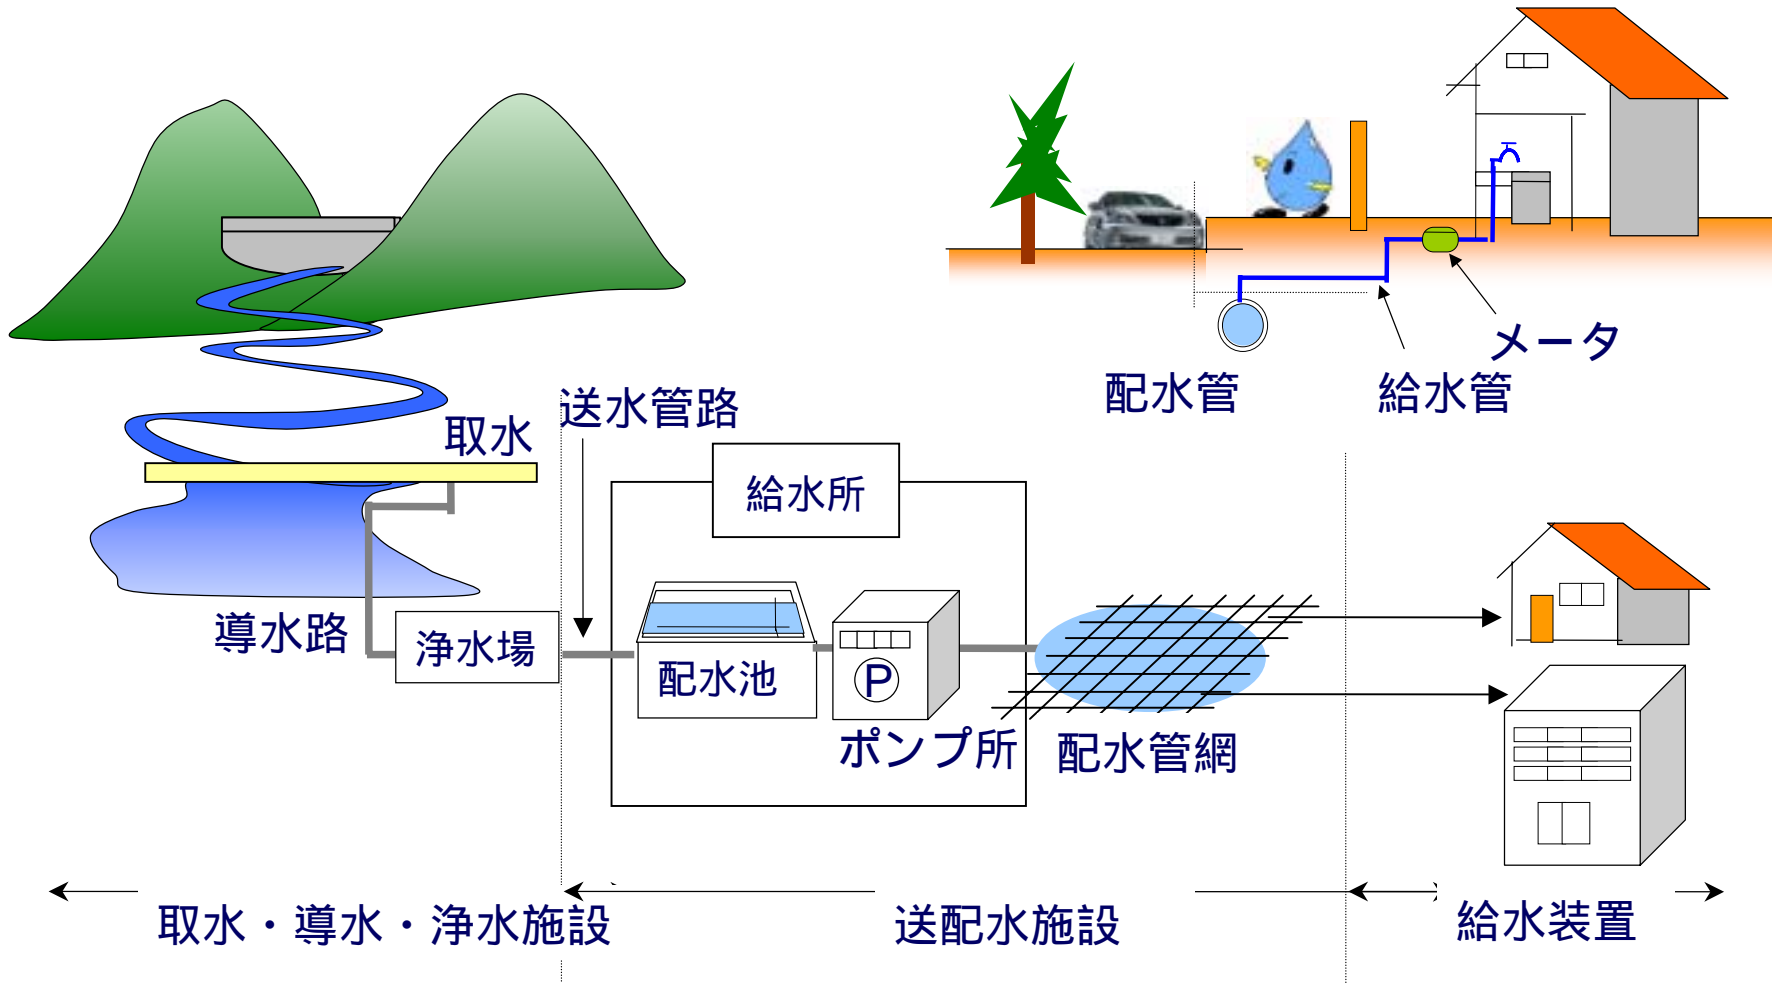 メータ
配水管
給水管
送水管路
取水
給水所
導水路
浄水場
配水池
P
ポンプ所
配水管網
取水・導水・浄水施設
送配水施設
給水装置